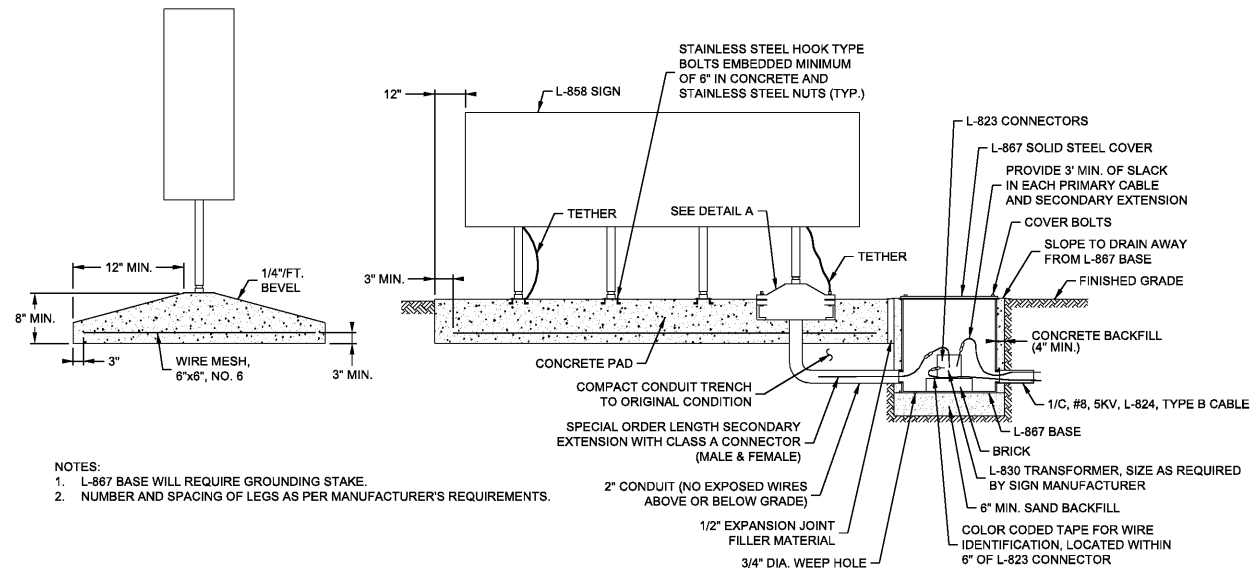 STAINLESS STEEL HOOK TYPE
BOLTS EMBEDDED MINIMUM
OF 6" IN CONCRETE AND
STAINLESS STEEL NUTS (TYP.)
12"
L-858 SIGN
L-823 CONNECTORS
L-867 SOLID STEEL COVER
PROVIDE 3' MIN. OF SLACK
IN EACH PRIMARY CABLE
AND SECONDARY EXTENSION
TETHER
SEE DETAIL A
COVER BOLTS
SLOPE TO DRAIN AWAY
FROM L-867 BASE
TETHER
FINISHED GRADE
12" MIN.
1/4"/FT.
BEVEL
3" MIN.
8" MIN.
3"
WIRE MESH,
6"x6", NO. 6
3" MIN.
CONCRETE PAD
CONCRETE BACKFILL
(4" MIN.)
COMPACT CONDUIT TRENCH
TO ORIGINAL CONDITION
1/C, #8, 5KV, L-824, TYPE B CABLE
SPECIAL ORDER LENGTH SECONDARY
EXTENSION WITH CLASS A CONNECTOR
(MALE & FEMALE)
L-867 BASE
BRICK
L-830 TRANSFORMER, SIZE AS REQUIRED
BY SIGN MANUFACTURER
NOTES:
1. L-867 BASE WILL REQUIRE GROUNDING STAKE.
2. NUMBER AND SPACING OF LEGS AS PER MANUFACTURER'S REQUIREMENTS.
2" CONDUIT (NO EXPOSED WIRES
ABOVE OR BELOW GRADE)
6" MIN. SAND BACKFILL
1/2" EXPANSION JOINT
FILLER MATERIAL
COLOR CODED TAPE FOR WIRE
IDENTIFICATION, LOCATED WITHIN
6" OF L-823 CONNECTOR
3/4" DIA. WEEP HOLE